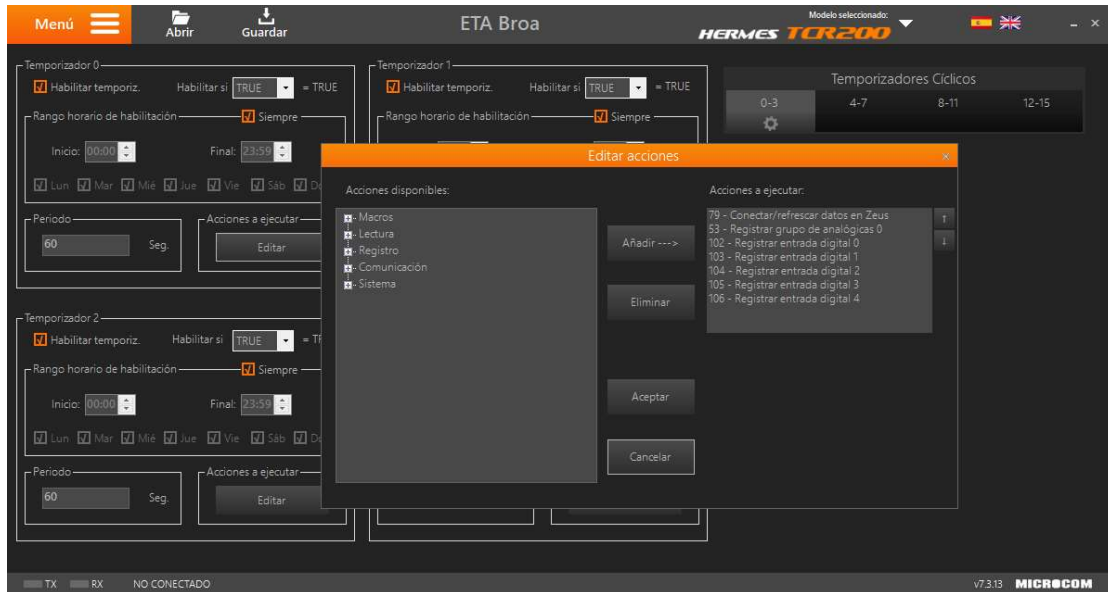 Menú
Abrir
Guardar
ETA Broa
Modelo seleccionado:
HERMES TCR200
Temporizador 0
Habilitar temporiz. Habilitar si TRUE = TRUE
Rango horario de habilitación Siempre
Inicio: 00:00 Final: 23:59
Lun Mar Mié Jue Vie Sáb D
Periodo
60 Seg.
Acciones a ejecutar
Editar
Temporizador 1
Habilitar temporiz. Habilitar si TRUE = TRUE
Rango horario de habilitación Siempre
Temporizadores Cíclicos
0-3 4-7 8-11 12-15
Temporizador 2
Habilitar temporiz. Habilitar si TRUE = T
Rango horario de habilitación Siempre
Inicio: 00:00 Final: 23:59
Lun Mar Mié Jue Vie Sáb D
Periodo
60 Seg.
Acciones a ejecutar
Editar
Editar acciones
Acciones disponibles:
Macros
Lectura
Registro
Comunicación
Sistema
Añadir --->
Eliminar
Aceptar
Cancelar
Acciones a ejecutar:
79 - Conectar/refrescar datos en Zeus
53 - Registrar grupo de analógicas 0
102 - Registrar entrada digital 0
103 - Registrar entrada digital 1
104 - Registrar entrada digital 2
105 - Registrar entrada digital 3
106 - Registrar entrada digital 4
TX RX NO CONECTADO
v7.3.13 MICROCOM